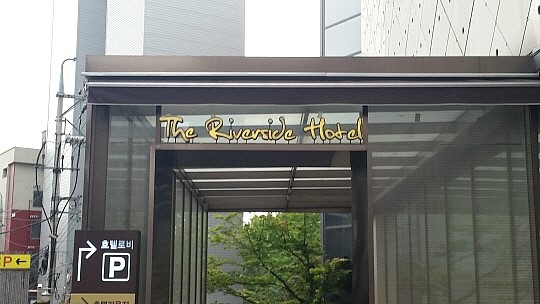 The Riverside Hotel
호텔로비
P
P